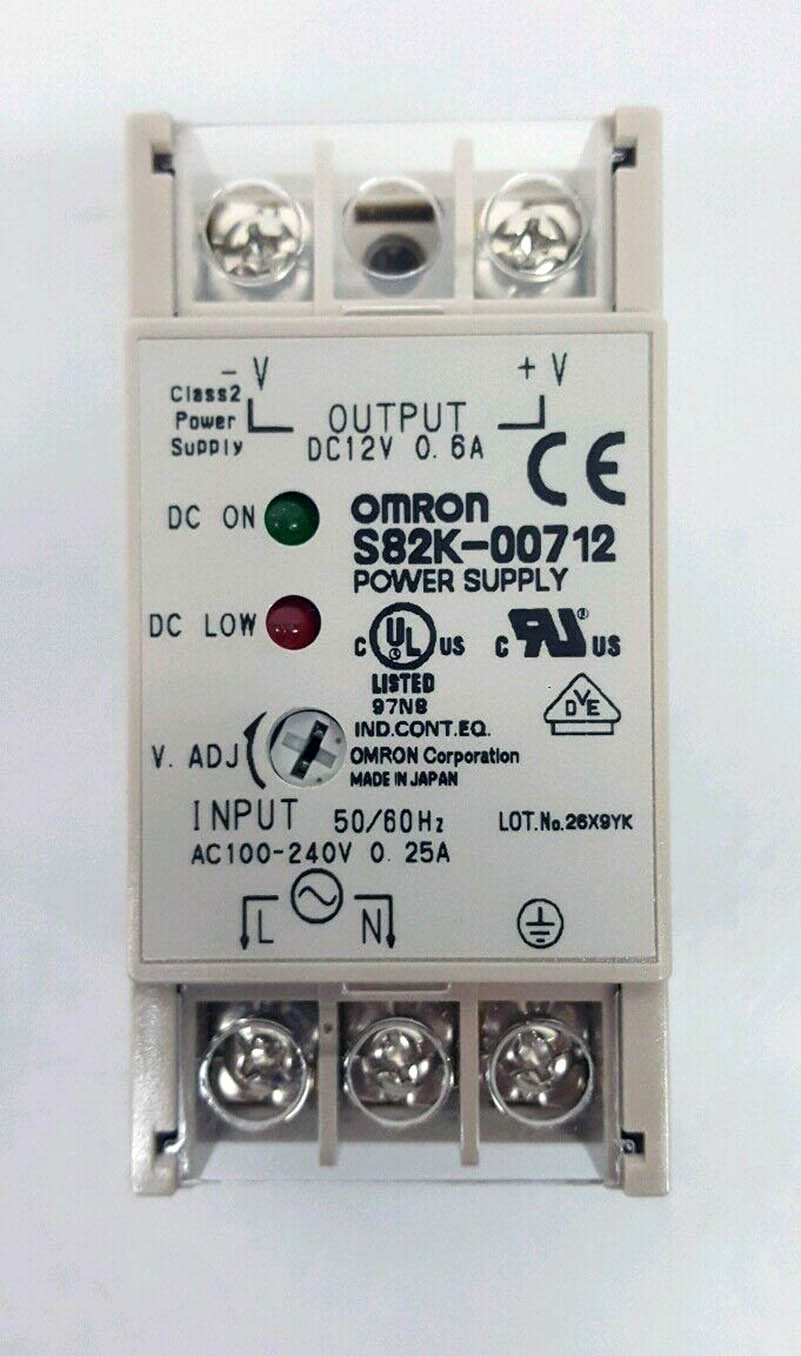 - V
+ V
Class2
Power
Supply
OUTPUT
DC12V 0.6A
CE
DC ON
OMRON
S82K-00712
POWER SUPPLY
DC LOW
C UL US
C RU ® US
LISTED
97N8
DVE
IND.CONT.EQ.
V. ADJ
OMRON Corporation
MADE IN JAPAN
INPUT 50/60Hz
LOT.No.26X9YK
AC100-240V 0.25A
L N